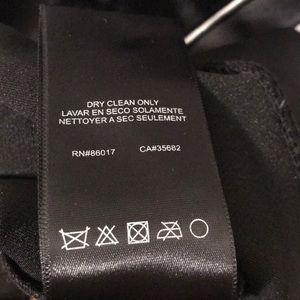 DRY CLEAN ONLY
LAVAR EN SECO SOLAMENTE
NETTOYER A SEC SEULEMENT
RN#86017 CA#35682